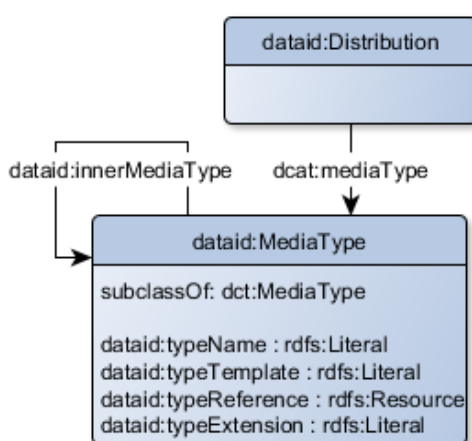 dataid:Distribution
dataid:innerMediaType
dcat:mediaType
dataid:MediaType
subclassOf: dct:MediaType
dataid:typeName : rdfs:Literal
dataid:typeTemplate : rdfs:Literal
dataid:typeReference : rdfs:Resource
dataid:typeExtension : rdfs:Literal